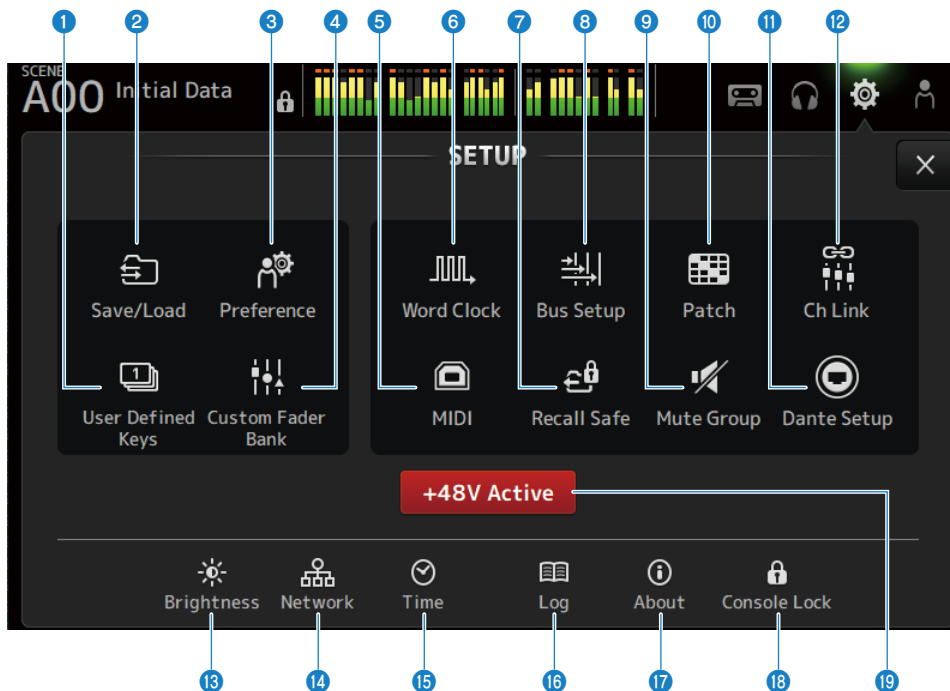 1 2 3 4 5 6 7 8 9 10 11 12
SCENE
A00 Initial Data
SETUP
Save/Load Preference Word Clock Bus Setup Patch Ch Link
1
User Defined Keys Custom Fader Bank MIDI Recall Safe Mute Group Dante Setup
+48V Active
Brightness Network Time Log About Console Lock
13 14 15 16 17 18 19